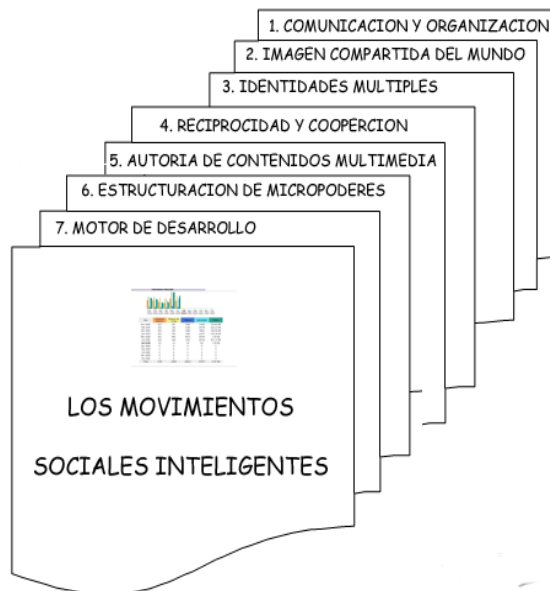 1. COMUNICACION Y ORGANIZACION
2. IMAGEN COMPARTIDA DEL MUNDO
3. IDENTIDADES MULTIPLES
4. RECIPROCIDAD Y COOPERCION
5. AUTORIA DE CONTENIDOS MULTIMEDIA
6. ESTRUCTURACION DE MICROPODERES
7. MOTOR DE DESARROLLO
LOS MOVIMIENTOS
SOCIALES INTELIGENTES